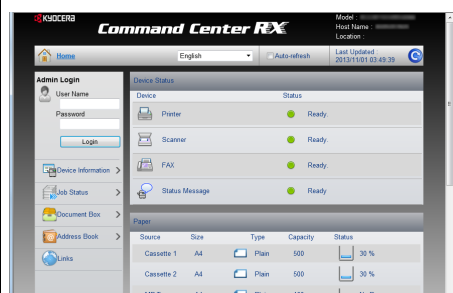 KYOCERA
Command Center RX
Model :
Host Name :
Location :
Home
English
Auto-refresh
Last Updated :
2013/11/01 03:49:39
Admin Login
User Name
Password
Login
Device Information
Job Status
Document Box
Address Book
Links
Device Status
Device Status
Printer Ready.
Scanner Ready.
FAX Ready.
Status Message Ready
Paper
Source Size Type Capacity Status
Cassette 1 A4 Plain 500 30 %
Cassette 2 A4 Plain 500 30 %